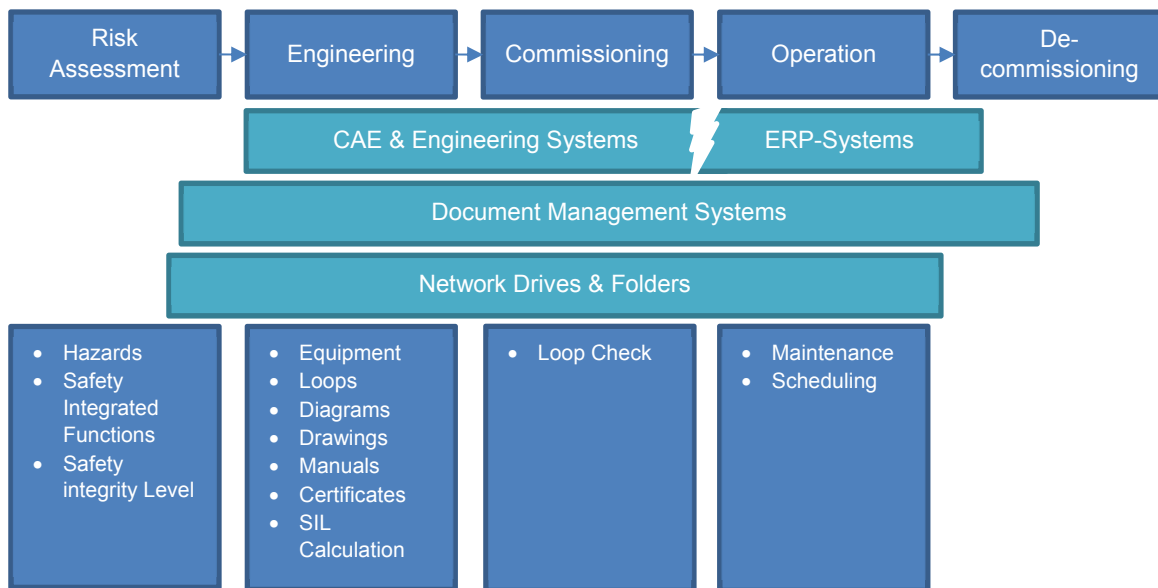 Risk
Assessment
Engineering
Commissioning
Operation
De-
commissioning
CAE & Engineering Systems
ERP-Systems
Document Management Systems
Network Drives & Folders
• Hazards
• Safety
Integrated
Functions
• Safety
integrity Level
• Equipment
• Loops
• Diagrams
• Drawings
• Manuals
• Certificates
• SIL
Calculation
• Loop Check
• Maintenance
• Scheduling